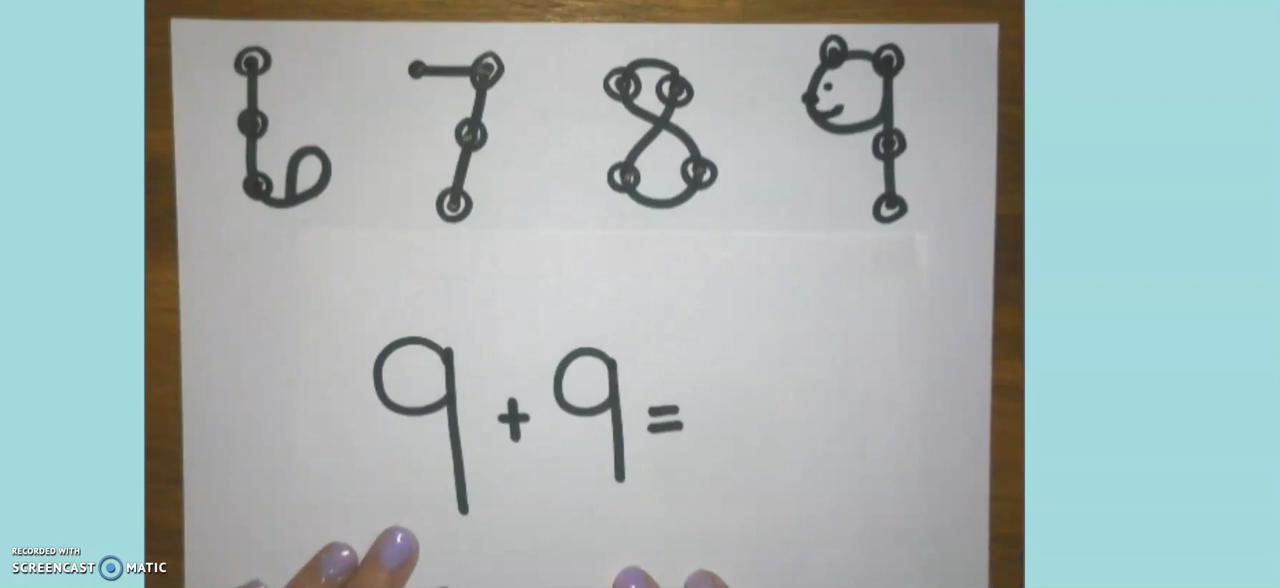 6 7 8 9
9 + 9 =
RECORDED WITH
SCREENCAST MATIC